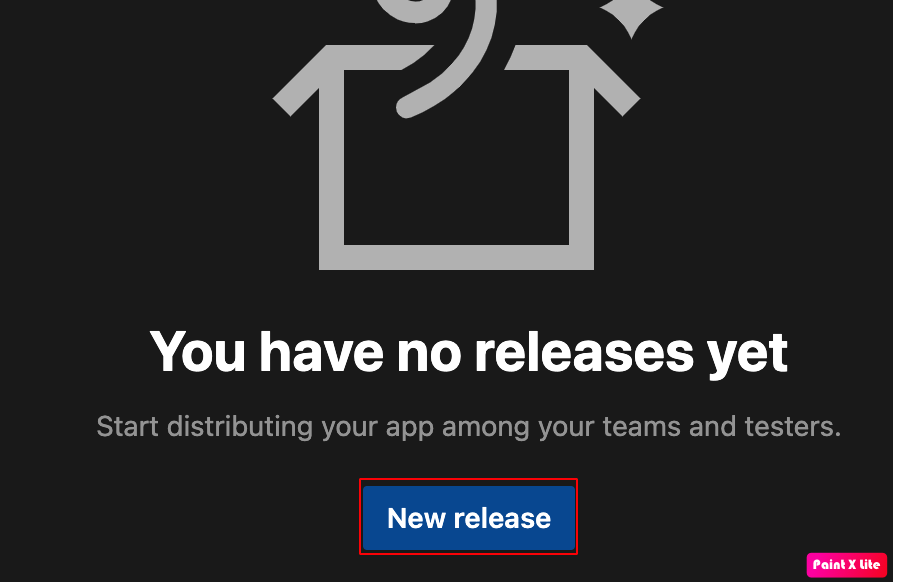 You have no releases yet
Start distributing your app among your teams and testers.
New release
Paint X Lite